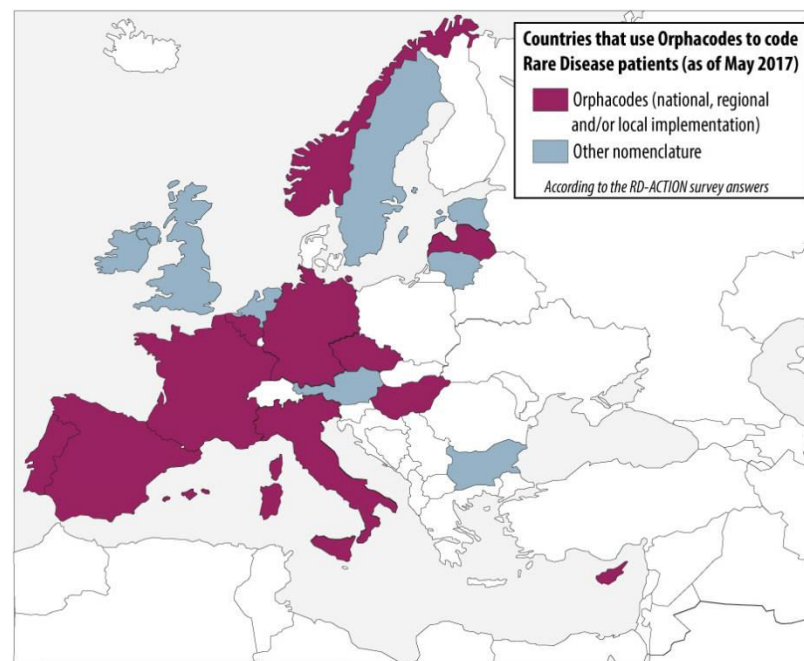 Countries that use Orphacodes to code
Rare Disease patients (as of May 2017)
Orphacodes (national, regional
and/or local implementation)
Other nomenclature
According to the RD-ACTION survey answers